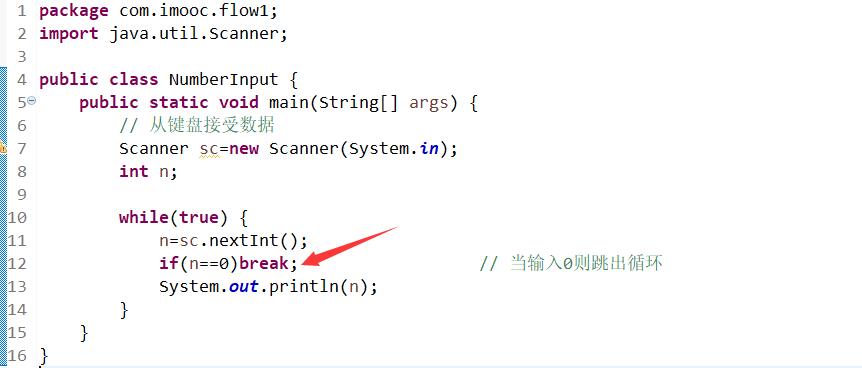 1 package com.imooc.flow1;
2 import java.util.Scanner;
3
4 public class NumberInput {
5 public static void main(String[] args) {
6 // 从键盘接受数据
7 Scanner sc=new Scanner(System.in);
8 int n;
9
10 while(true) {
11 n=sc.nextInt();
12 if(n==0)break; // 当输入0则跳出循环
13 System.out.println(n);
14 }
15 }
16 }